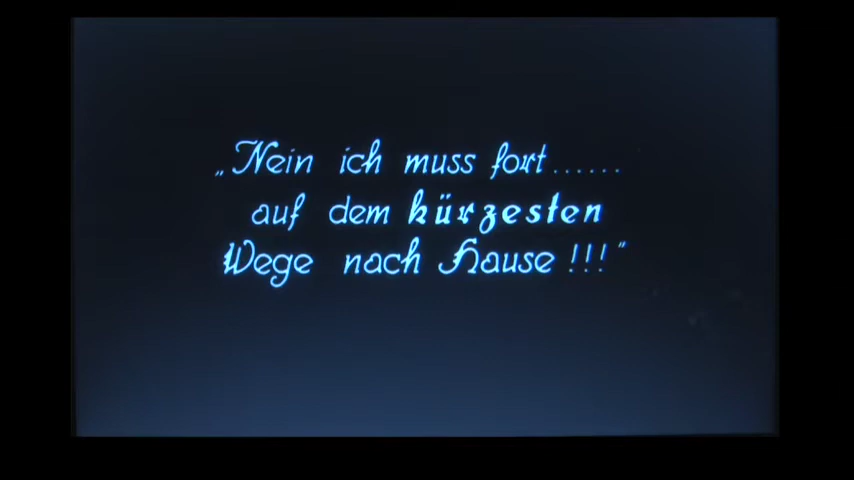 „Nein ich muss fort......
auf dem kürzesten
Wege nach Hause !!!"